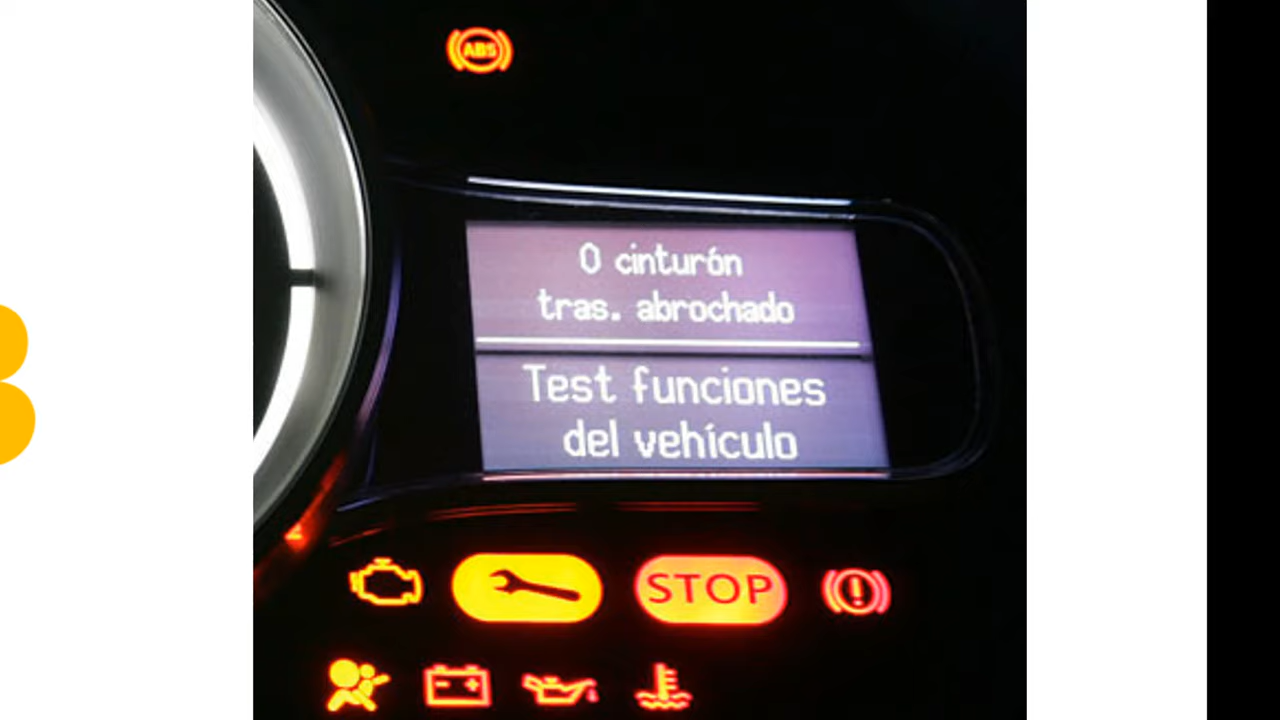 ABS
0 cinturón
tras. abrochado
Test funciones
del vehículo
STOP